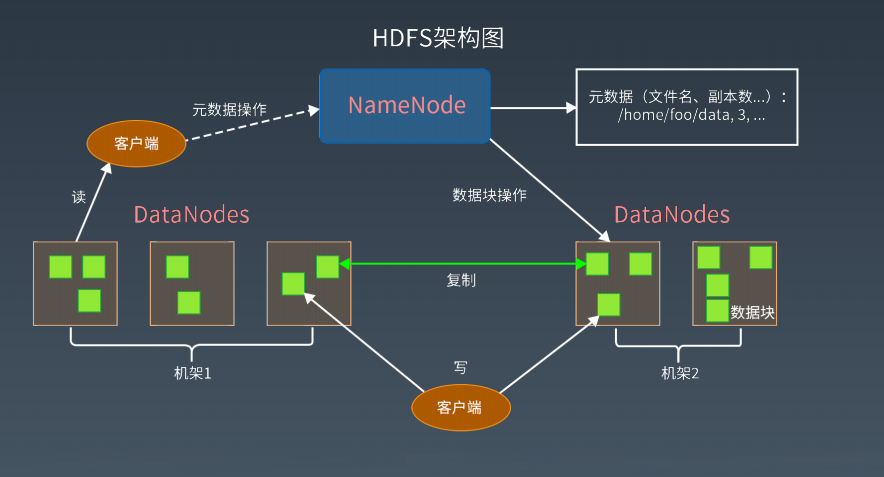 HDFS架构图
元数据操作
NameNode
元数据（文件名、副本数...）：
/home/foo/data, 3, ...
客户端
读
数据块操作
DataNodes
DataNodes
复制
数据块
机架1
写
机架2
客户端